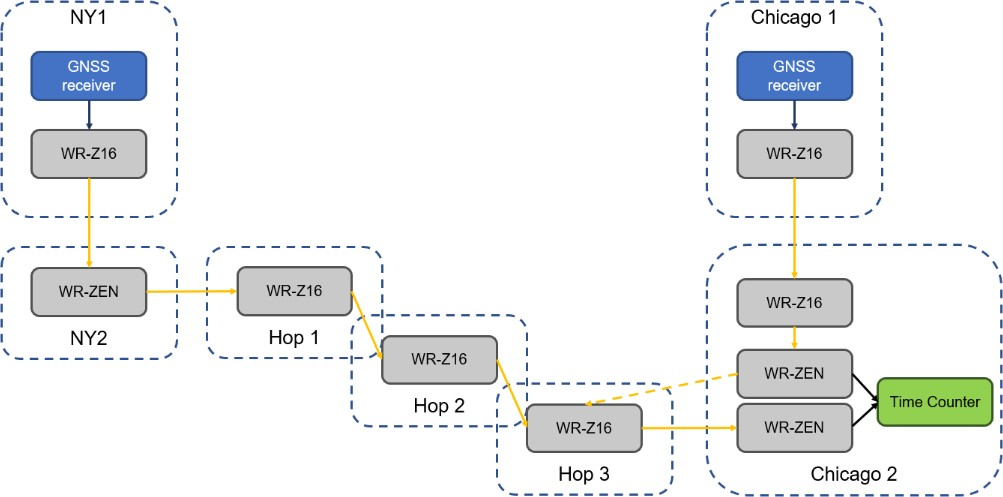 NY1
GNSS
receiver
WR-Z16
WR-ZEN
NY2
WR-Z16
Hop 1
WR-Z16
Hop 2
WR-Z16
Hop 3
Chicago 1
GNSS
receiver
WR-Z16
WR-Z16
WR-ZEN
WR-ZEN
Time Counter
Chicago 2